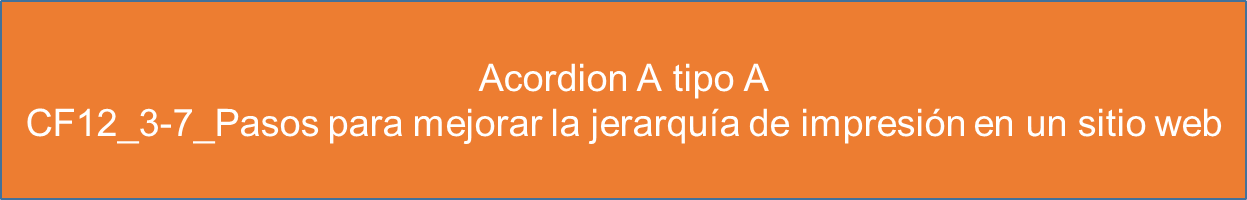 Acordion A tipo A
CF12_3-7_Pasos para mejorar la jerarquía de impresión en un sitio web